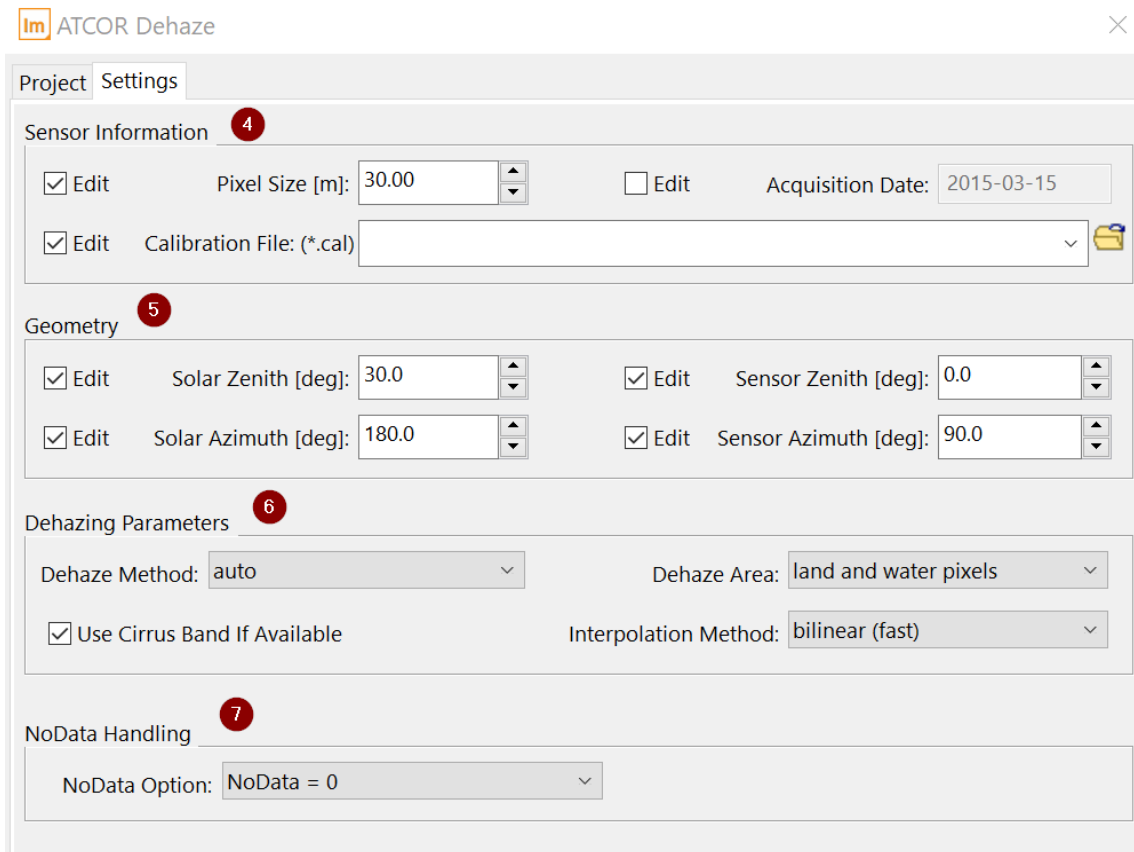 Im ATCOR Dehaze
Project Settings
Sensor Information 4
Edit Pixel Size [m]: 30.00 Edit Acquisition Date: 2015-03-15
Edit Calibration File: (*.cal)
Geometry 5
Edit Solar Zenith [deg]: 30.0 Edit Sensor Zenith [deg]: 0.0
Edit Solar Azimuth [deg]: 180.0 Edit Sensor Azimuth [deg]: 90.0
Dehazing Parameters 6
Dehaze Method: auto Dehaze Area: land and water pixels
Use Cirrus Band If Available Interpolation Method: bilinear (fast)
NoData Handling 7
NoData Option: NoData = 0